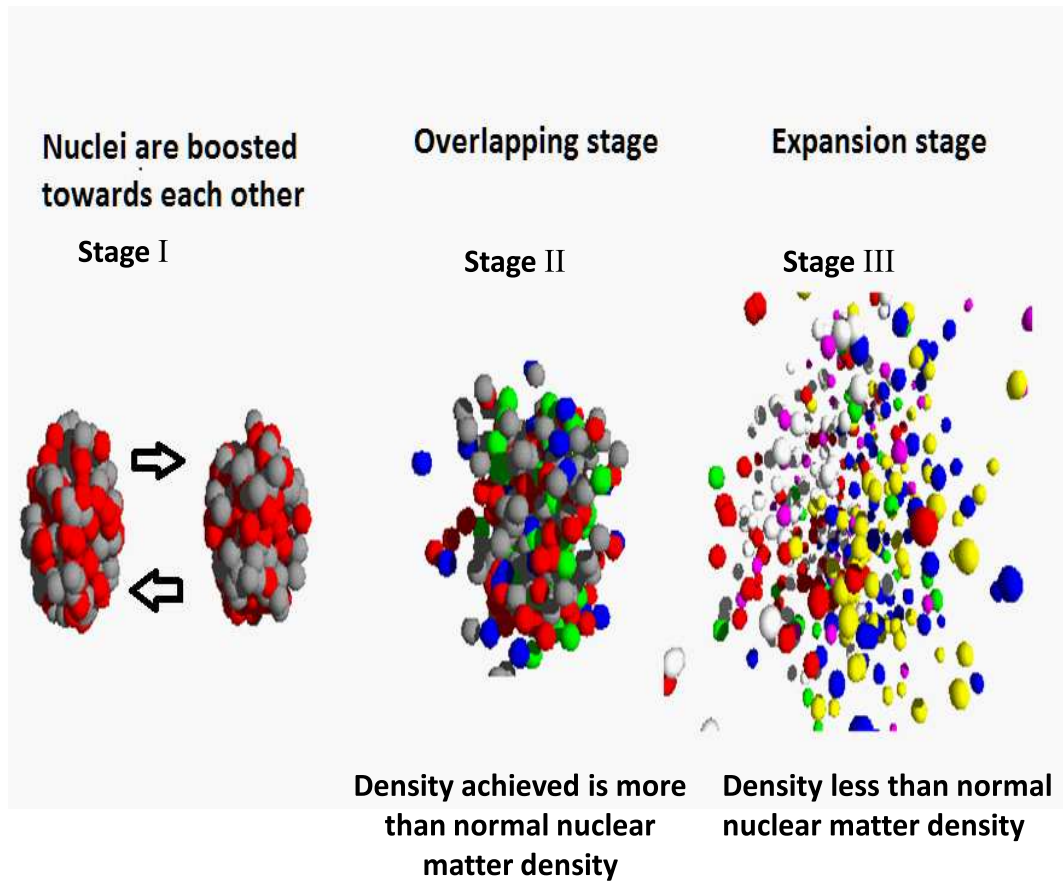 Nuclei are boosted
towards each other
Stage I
Overlapping stage
Stage II
Expansion stage
Stage III
Density achieved is more
than normal nuclear
matter density
Density less than normal
nuclear matter density